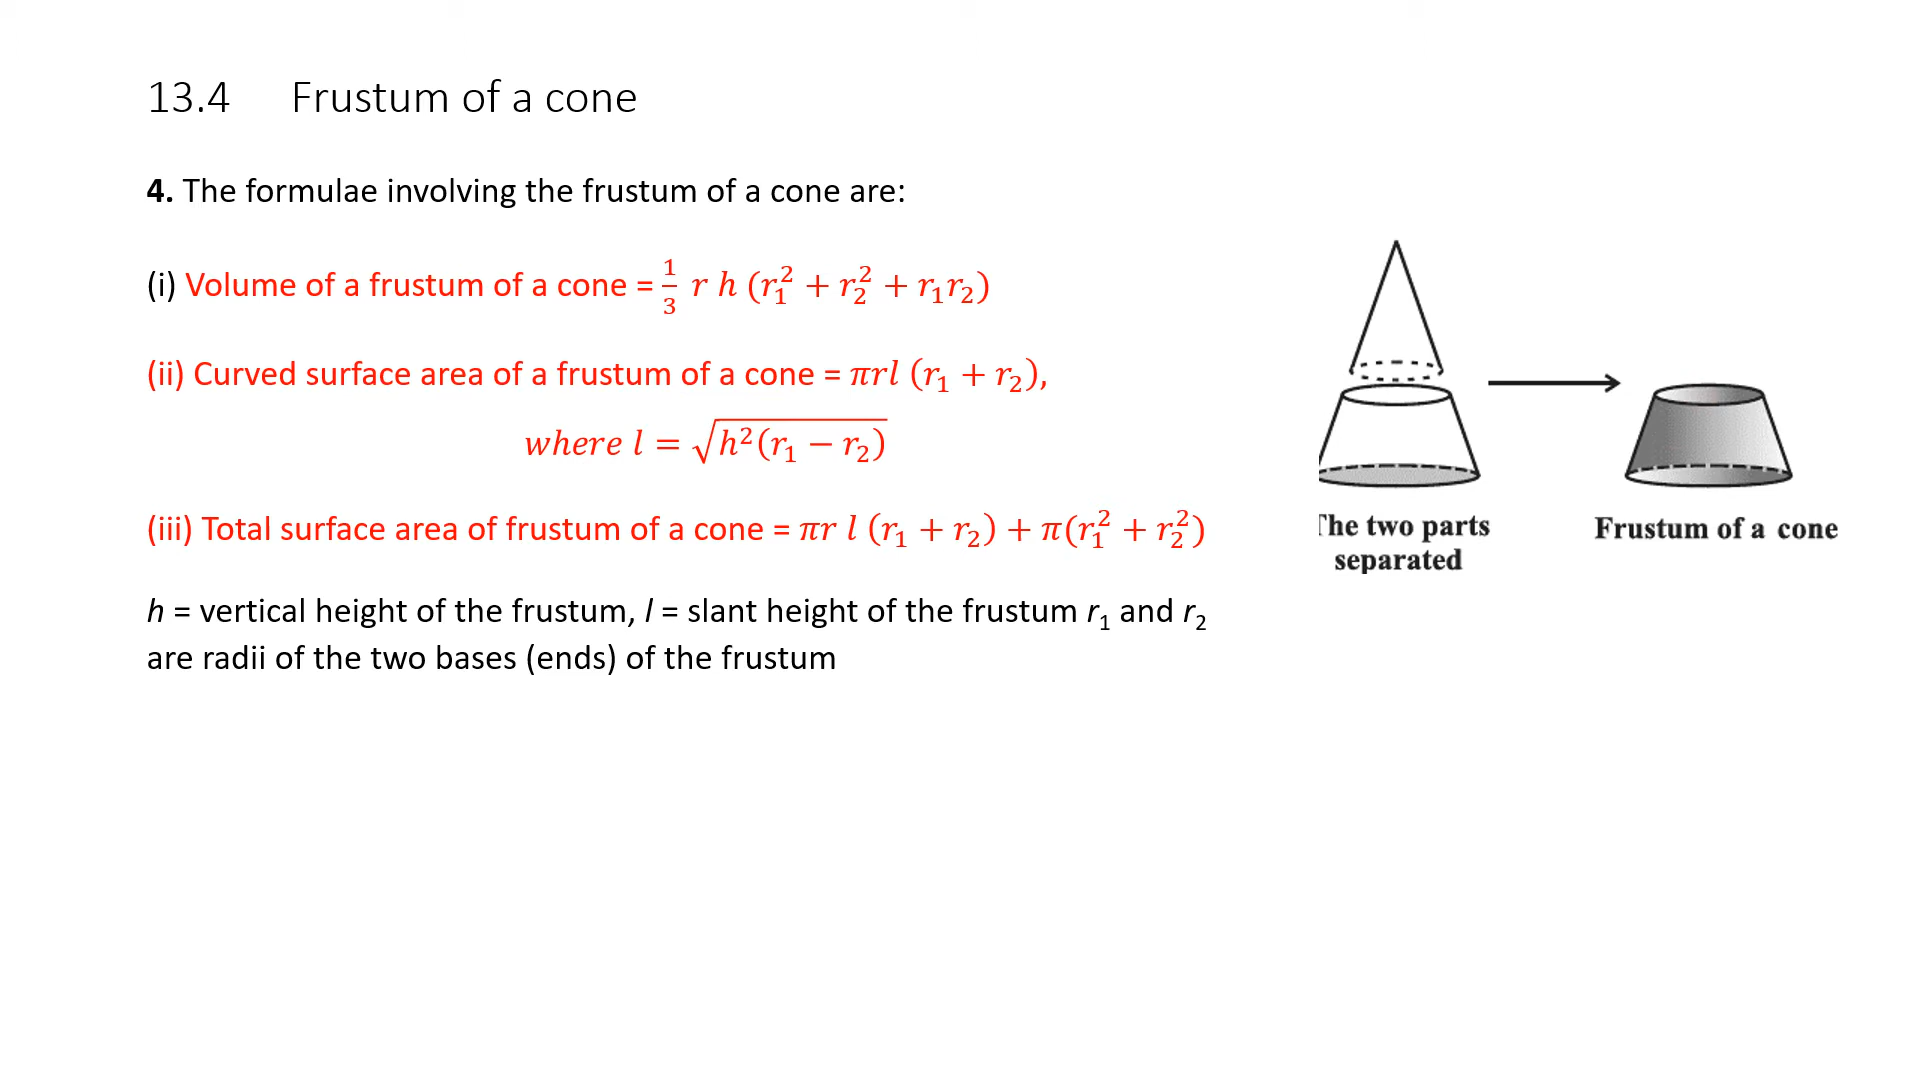 13.4 Frustum of a cone
4. The formulae involving the frustum of a cone are:
(i) Volume of a frustum of a cone = 1/3 r h (r₁² + r₂² + r₁r₂)
(ii) Curved surface area of a frustum of a cone = πrl (r₁ + r₂),
where l = √(h²(r₁ − r₂))
(iii) Total surface area of frustum of a cone = πr l (r₁ + r₂) + π(r₁² + r₂²)
h = vertical height of the frustum, l = slant height of the frustum r₁ and r₂
are radii of the two bases (ends) of the frustum
The two parts
separated
Frustum of a cone